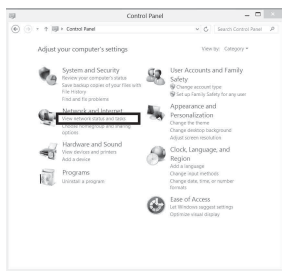 Control Panel
Control Panel
Search Control Panel
Adjust your computer's settings
View by: Category
System and Security
Review your computer's status
Save backup copies of your files with
File History
Find and fix problems
Network and Internet
View network status and tasks
Choose homegroup and sharing
options
Hardware and Sound
View devices and printers
Add a device
Programs
Uninstall a program
User Accounts and Family
Safety
Change account type
Set up Family Safety for any user
Appearance and
Personalization
Change the theme
Change desktop background
Adjust screen resolution
Clock, Language, and
Region
Add a language
Change input methods
Change date, time, or number
formats
Ease of Access
Let Windows suggest settings
Optimize visual display